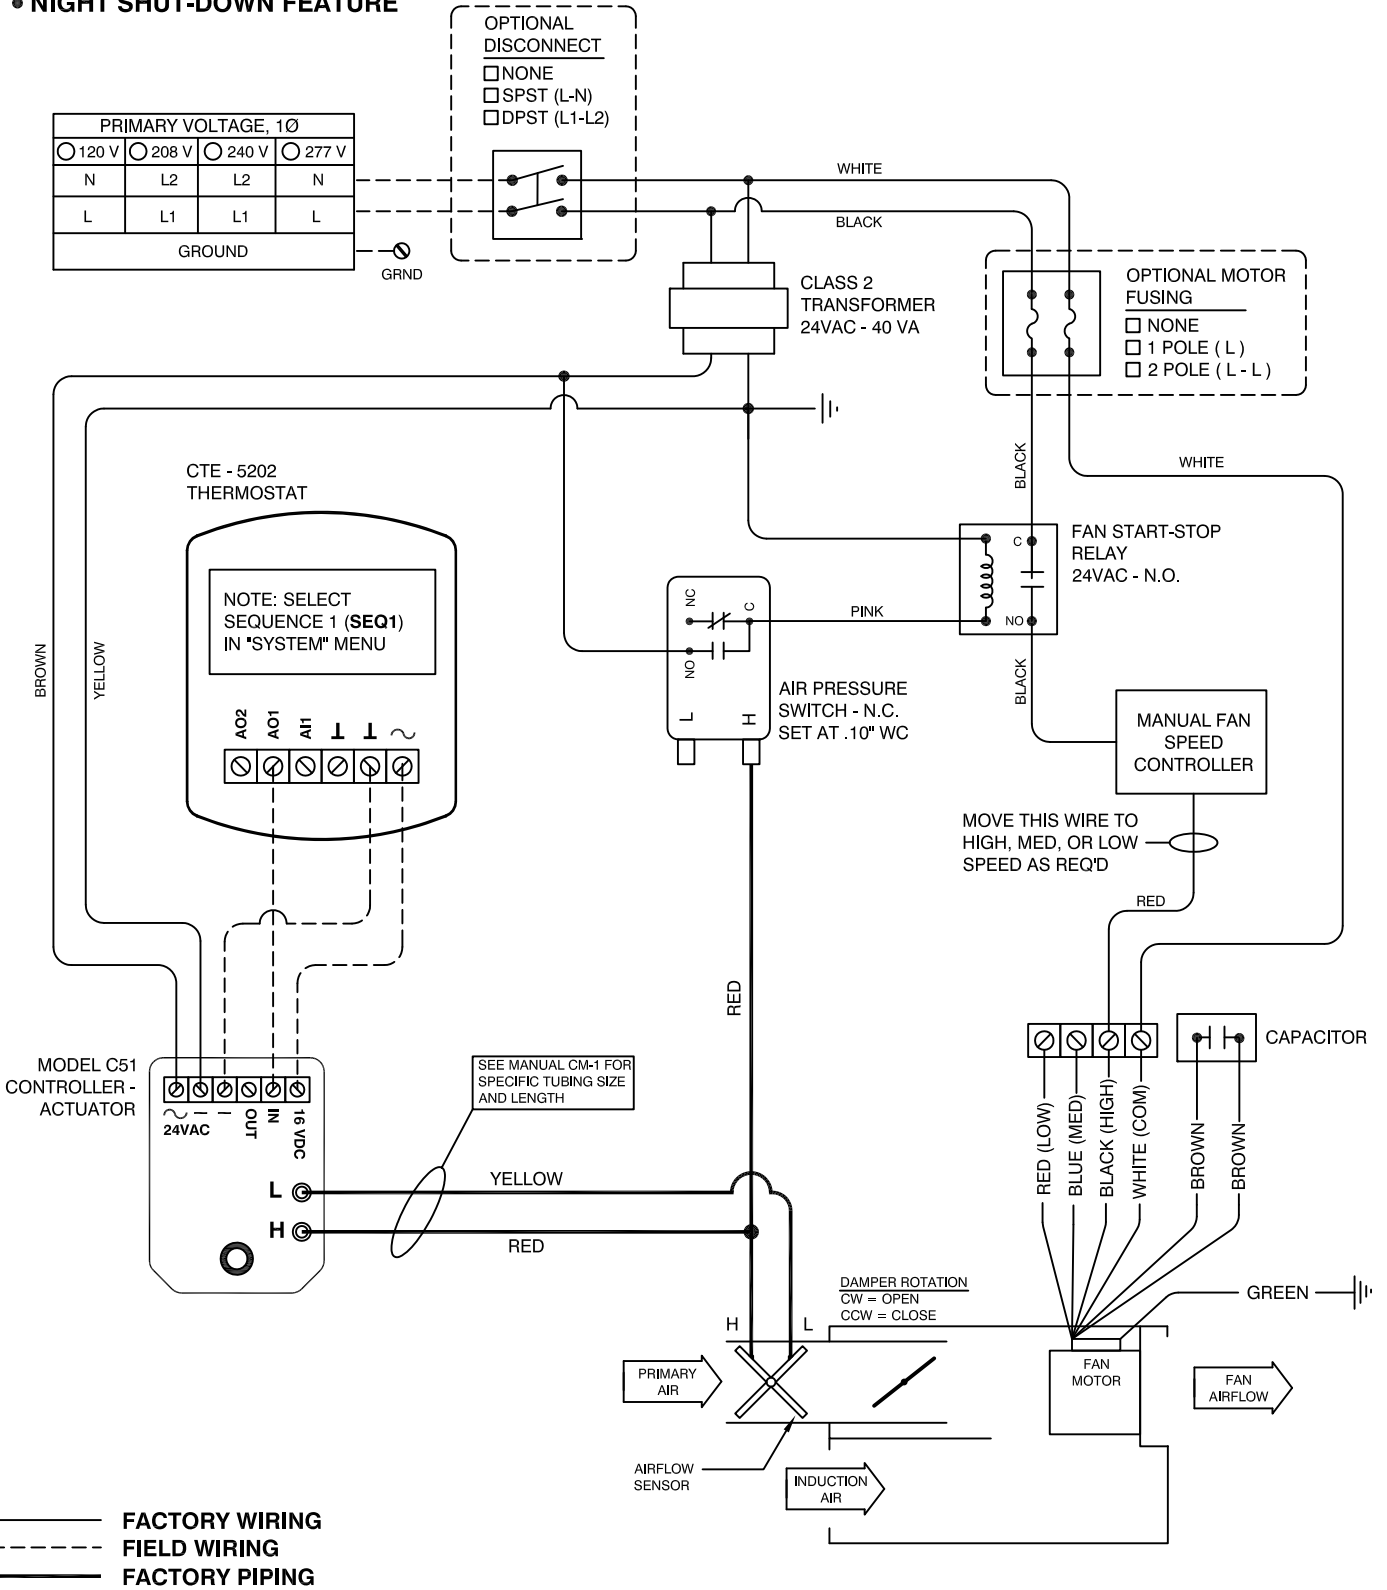 • NIGHT SHUT-DOWN FEATURE
OPTIONAL
DISCONNECT
NONE
SPST (L-N)
DPST (L1-L2)
PRIMARY VOLTAGE, 1Ø
120 V 208 V 240 V 277 V
N L2 L2 N
L L1 L1 L
GROUND
GRND
WHITE
BLACK
CLASS 2
TRANSFORMER
24VAC - 40 VA
OPTIONAL MOTOR
FUSING
NONE
1 POLE ( L )
2 POLE ( L - L )
BLACK
WHITE
CTE - 5202
THERMOSTAT
NOTE: SELECT
SEQUENCE 1 (SEQ1)
IN "SYSTEM" MENU
AO2
AO1
AI1
BROWN
YELLOW
FAN START-STOP
RELAY
24VAC - N.O.
C
NO
NC
C
NO
L
H
PINK
AIR PRESSURE
SWITCH - N.C.
SET AT .10" WC
BLACK
MANUAL FAN
SPEED
CONTROLLER
MOVE THIS WIRE TO
HIGH, MED, OR LOW
SPEED AS REQ'D
RED
RED
MODEL C51
CONTROLLER -
ACTUATOR
24VAC
OUT
IN
16 VDC
L
H
SEE MANUAL CM-1 FOR
SPECIFIC TUBING SIZE
AND LENGTH
YELLOW
RED
CAPACITOR
RED (LOW)
BLUE (MED)
BLACK (HIGH)
WHITE (COM)
BROWN
BROWN
GREEN
DAMPER ROTATION
CW = OPEN
CCW = CLOSE
H
L
PRIMARY
AIR
FAN
MOTOR
FAN
AIRFLOW
AIRFLOW
SENSOR
INDUCTION
AIR
FACTORY WIRING
FIELD WIRING
FACTORY PIPING